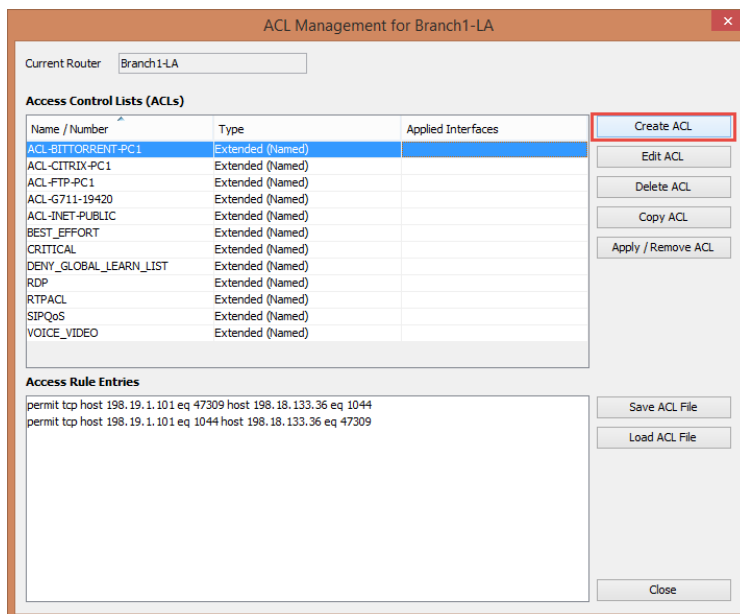 ACL Management for Branch1-LA
×
Current Router Branch1-LA
Access Control Lists (ACLs)
Name / Number Type Applied Interfaces
ACL-BITTORRENT-PC1 Extended (Named)
ACL-CITRIX-PC1 Extended (Named)
ACL-FTP-PC1 Extended (Named)
ACL-G711-19420 Extended (Named)
ACL-INET-PUBLIC Extended (Named)
BEST_EFFORT Extended (Named)
CRITICAL Extended (Named)
DENY_GLOBAL_LEARN_LIST Extended (Named)
RDP Extended (Named)
RTPACL Extended (Named)
SIPQoS Extended (Named)
VOICE_VIDEO Extended (Named)
Create ACL
Edit ACL
Delete ACL
Copy ACL
Apply / Remove ACL
Access Rule Entries
permit tcp host 198.19.1.101 eq 47309 host 198.18.133.36 eq 1044
permit tcp host 198.19.1.101 eq 1044 host 198.18.133.36 eq 47309
Save ACL File
Load ACL File
Close